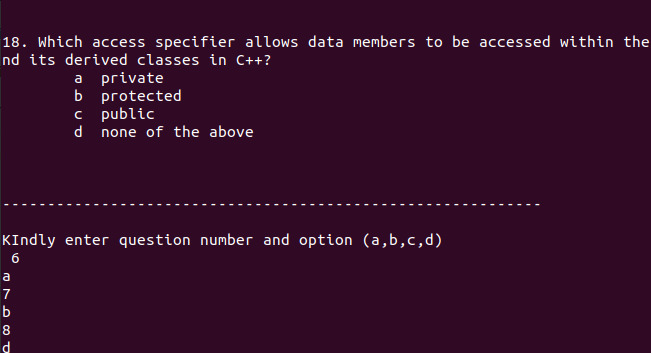 18. Which access specifier allows data members to be accessed within the
nd its derived classes in C++?
a private
b protected
c public
d none of the above
------------------------------------------------------------
KIndly enter question number and option (a,b,c,d)
6
a
7
b
8
d